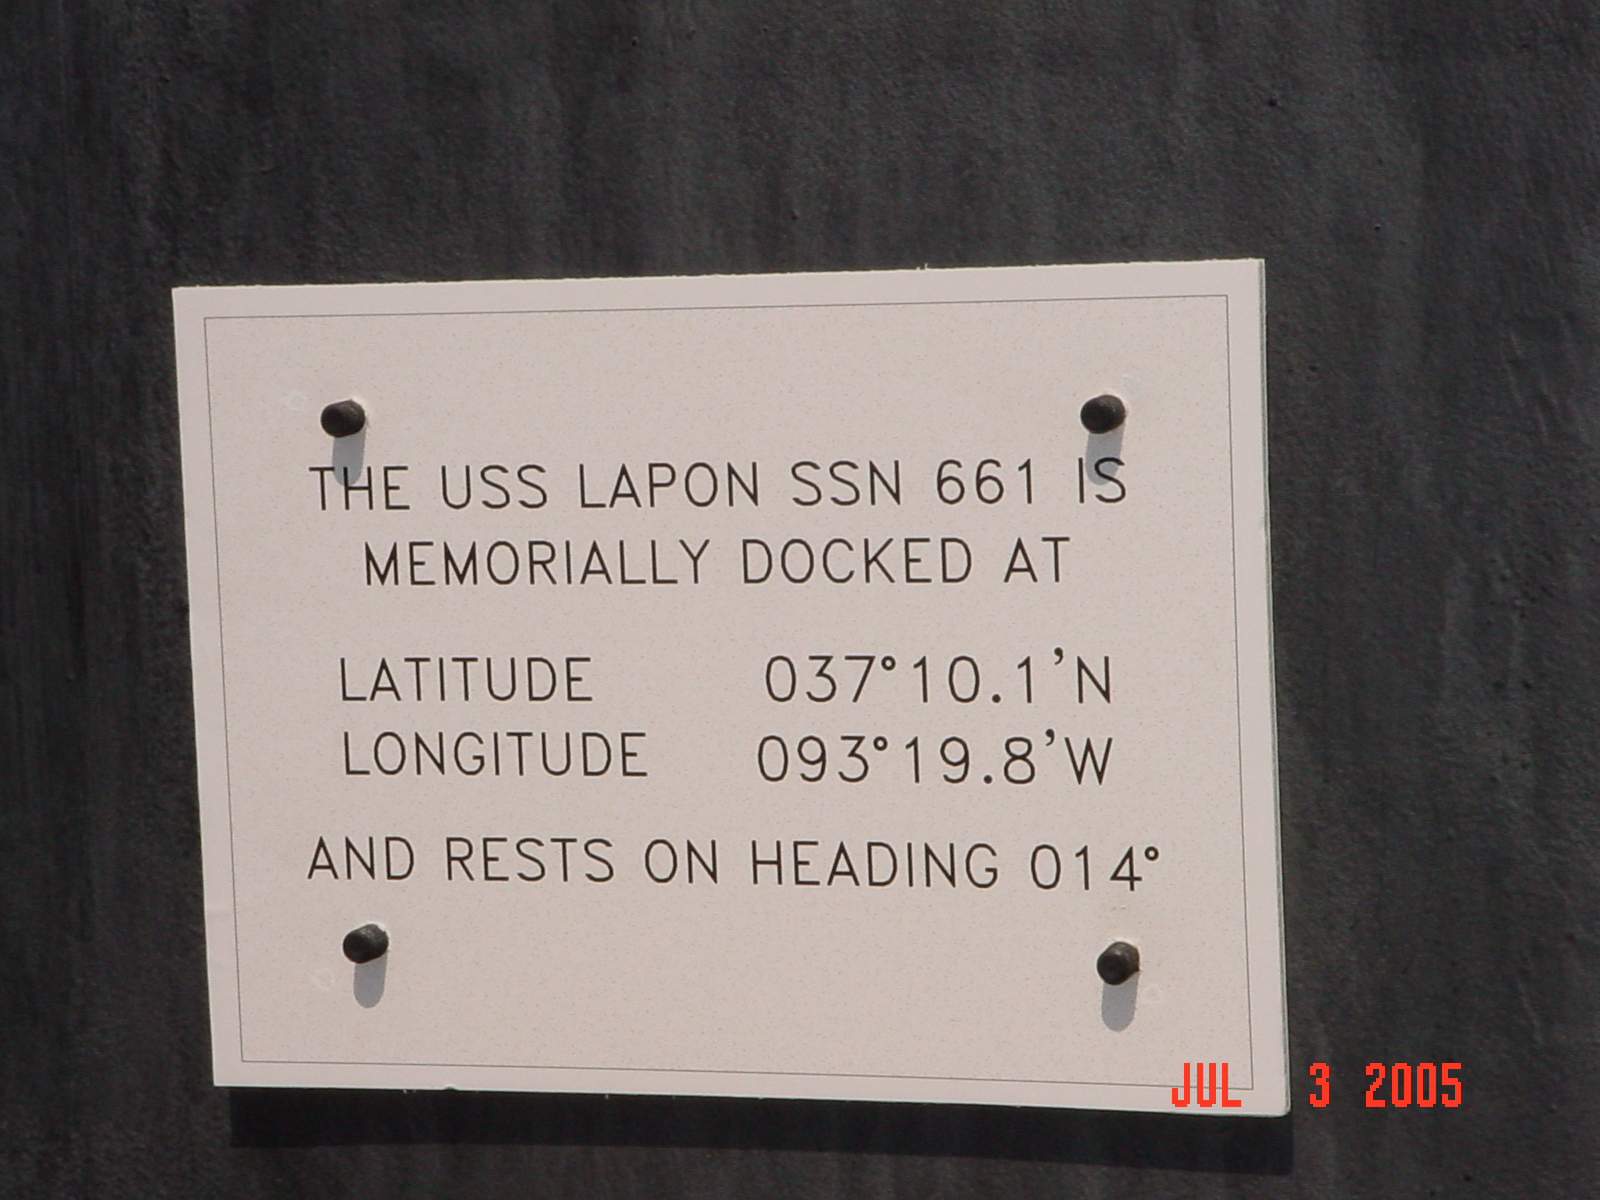 THE USS LAPON SSN 661 IS
MEMORIALLY DOCKED AT
LATITUDE 037°10.1'N
LONGITUDE 093°19.8'W
AND RESTS ON HEADING 014°
JUL 3 2005